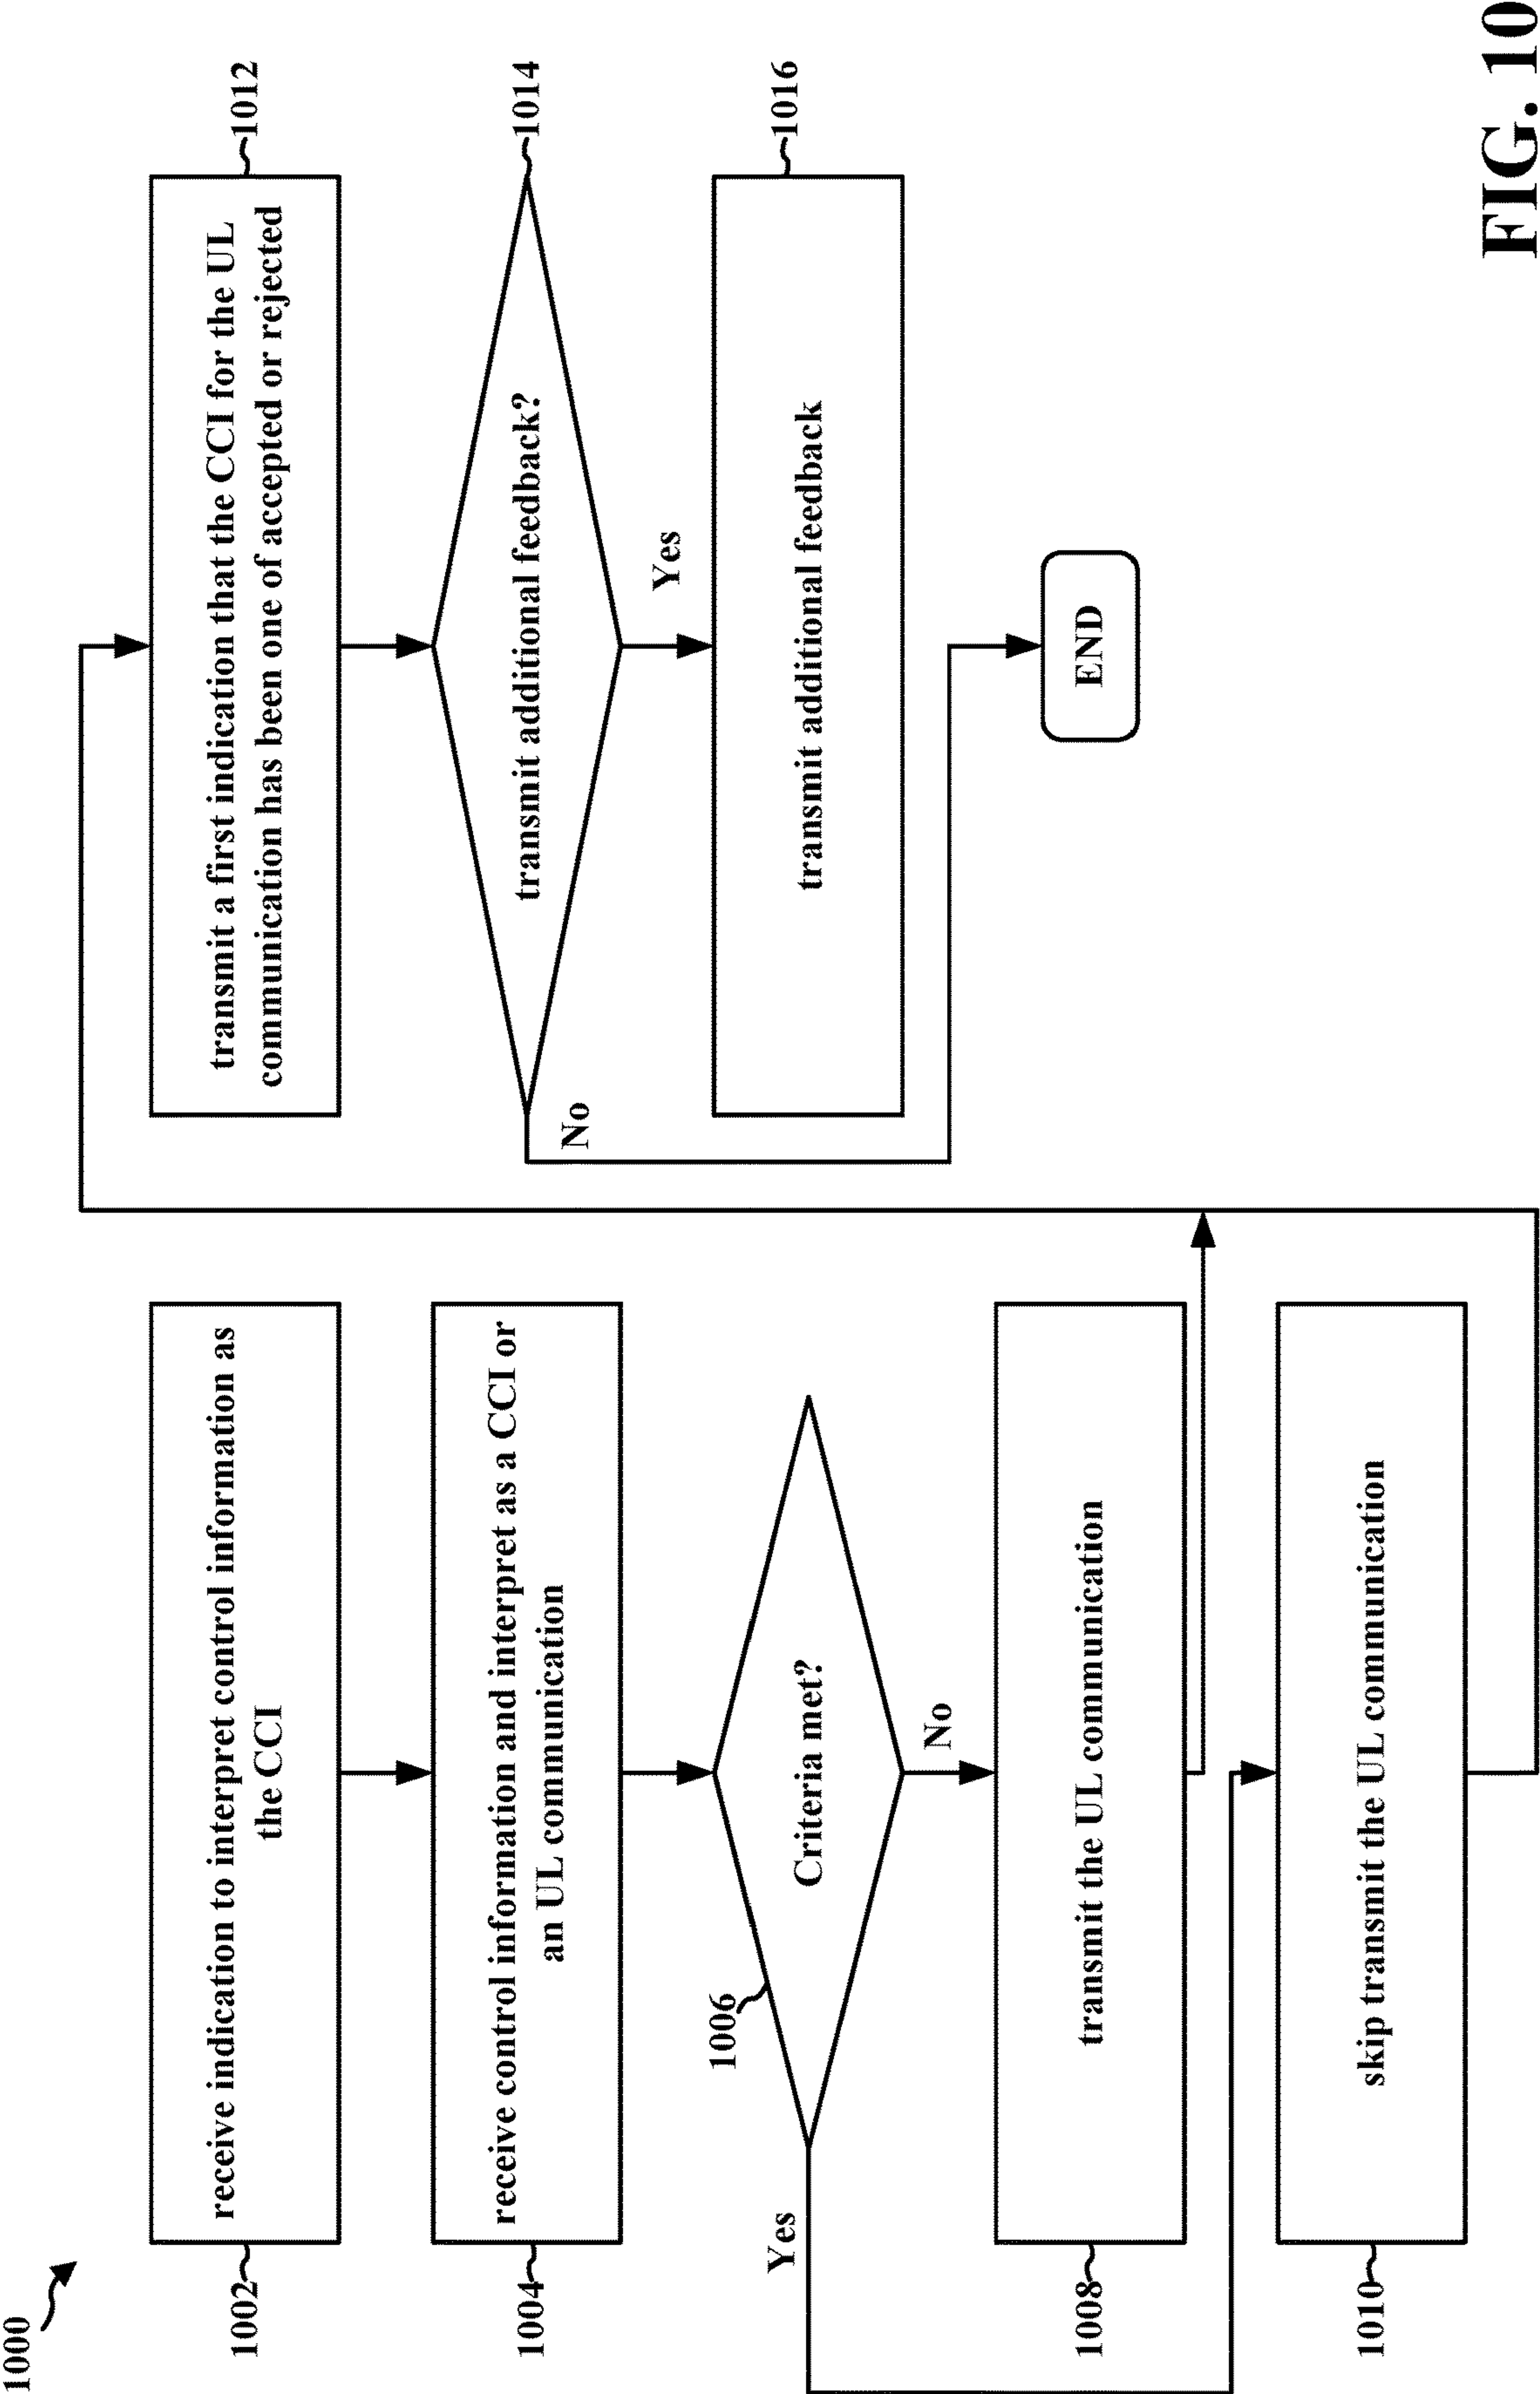 1000
1002
receive indication to interpret control information as
the CCI
1004
receive control information and interpret as a CCI or
an UL communication
1006
Criteria met?
Yes
No
1008
transmit the UL communication
1010
skip transmit the UL communication
1012
transmit a first indication that the CCI for the UL
communication has been one of accepted or rejected
1014
transmit additional feedback?
No
Yes
1016
transmit additional feedback
END
FIG. 10